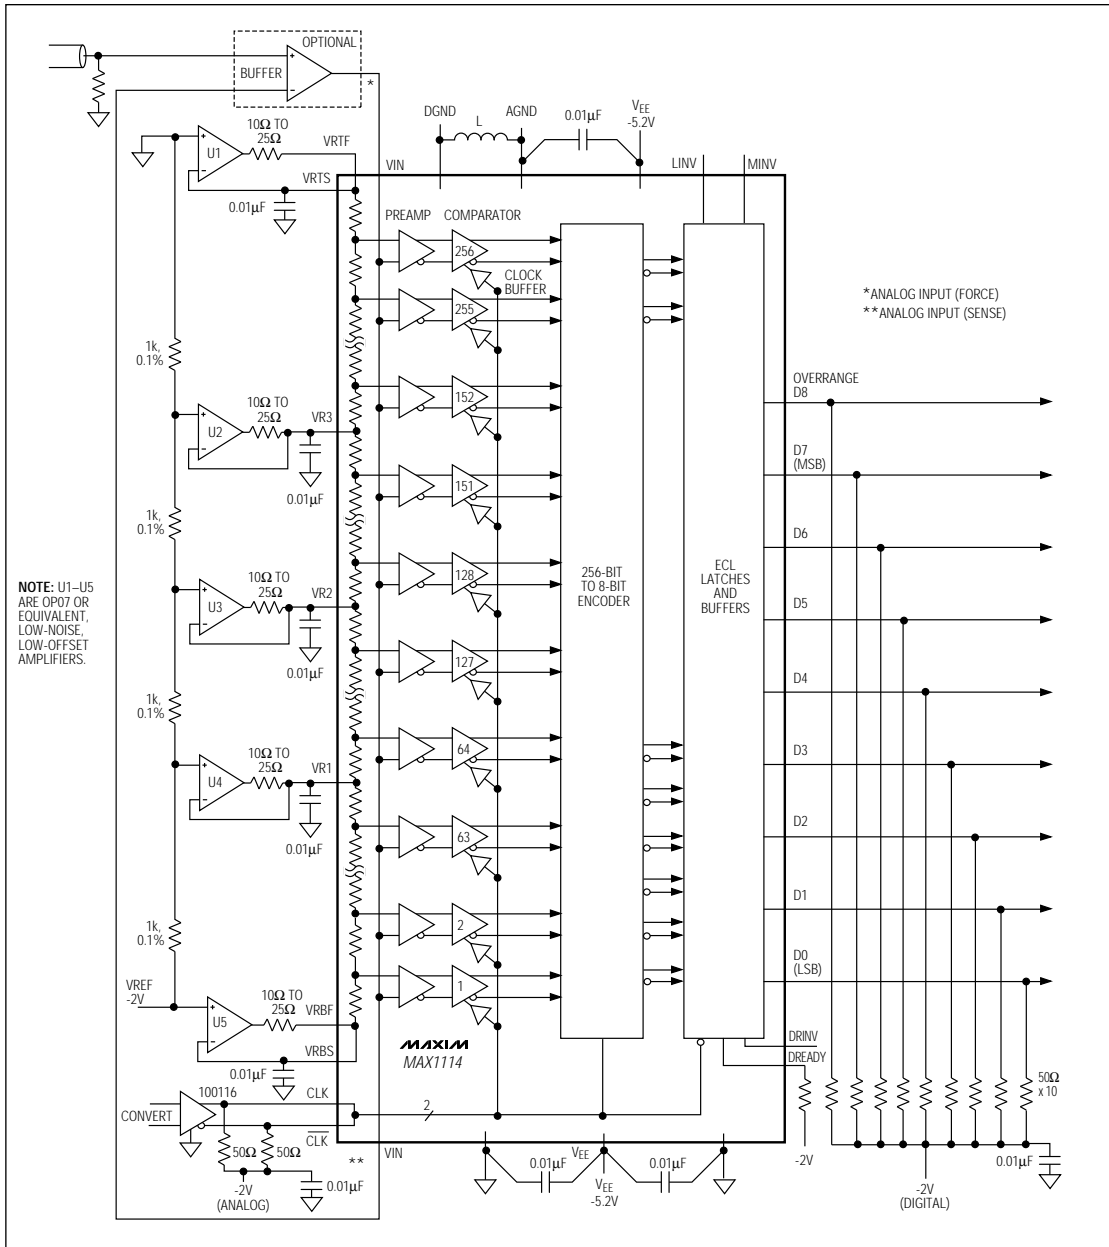 OPTIONAL
BUFFER
*
10Ω TO
25Ω
U1
VRTF
VRTS
0.01µF
VIN
DGND
L
AGND
0.01µF
VEE
-5.2V
LINV
MINV
PREAMP
COMPARATOR
256
CLOCK
BUFFER
255
152
151
128
127
64
63
2
1
256-BIT
TO 8-BIT
ENCODER
ECL
LATCHES
AND
BUFFERS
*ANALOG INPUT (FORCE)
**ANALOG INPUT (SENSE)
1k,
0.1%
10Ω TO
25Ω
U2
VR3
0.01µF
1k,
0.1%
NOTE: U1–U5
ARE OP07 OR
EQUIVALENT,
LOW-NOISE,
LOW-OFFSET
AMPLIFIERS.
10Ω TO
25Ω
U3
VR2
0.01µF
1k,
0.1%
10Ω TO
25Ω
U4
VR1
0.01µF
1k,
0.1%
VREF
-2V
10Ω TO
25Ω
U5
VRBF
VRBS
0.01µF
MAXIM
MAX1114
OVERRANGE
D8
D7
(MSB)
D6
D5
D4
D3
D2
D1
D0
(LSB)
DRINV
DREADY
50Ω
x 10
-2V
-2V
(DIGITAL)
0.01µF
100116
CLK
CONVERT
CLK
2
50Ω
50Ω
-2V
(ANALOG)
0.01µF
**
VIN
0.01µF
VEE
VEE
-5.2V
0.01µF